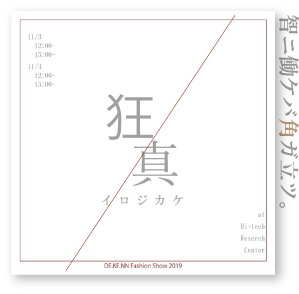 11/3
12:00-
15:00-
11/4
12:00-
15:00-
狂
真
イロジカケ
at
Hi-tech
Reserch
Center
DE.KE.NN Fashion Show 2019
智ニ働ケバ角ガ立ツ。